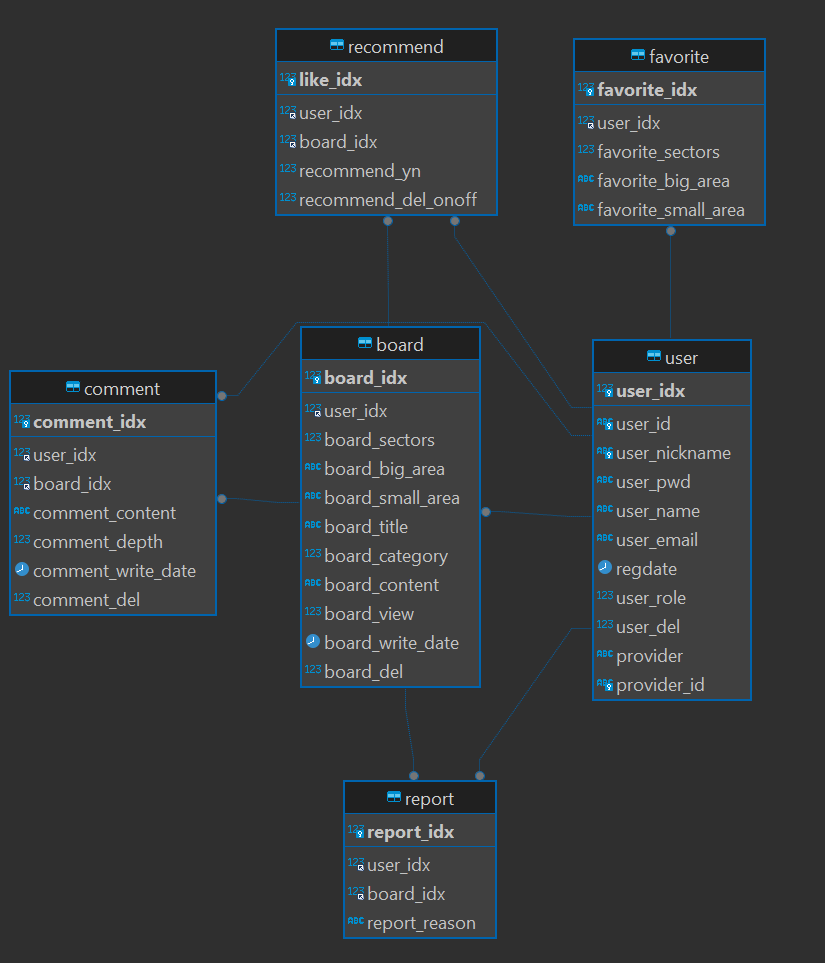 recommend
like_idx
user_idx
board_idx
recommend_yn
recommend_del_onoff
favorite
favorite_idx
user_idx
favorite_sectors
favorite_big_area
favorite_small_area
comment
comment_idx
user_idx
board_idx
comment_content
comment_depth
comment_write_date
comment_del
board
board_idx
user_idx
board_sectors
board_big_area
board_small_area
board_title
board_category
board_content
board_view
board_write_date
board_del
user
user_idx
user_id
user_nickname
user_pwd
user_name
user_email
regdate
user_role
user_del
provider
provider_id
report
report_idx
user_idx
board_idx
report_reason